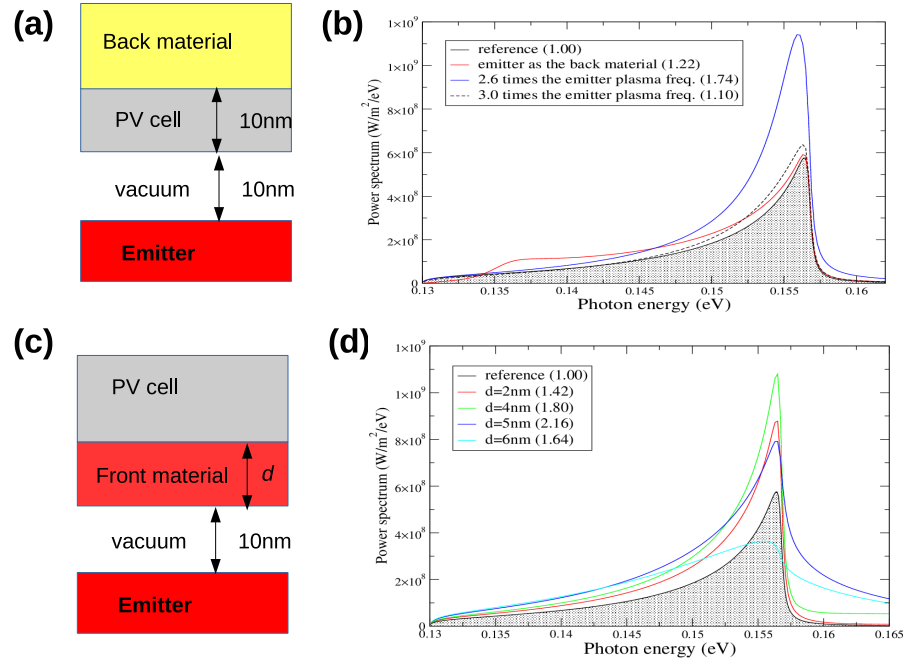 (a)
Back material
PV cell
10nm
vacuum
10nm
Emitter
(b)
Power spectrum (W/m²/eV)
1×10⁹
1×10⁹
8×10⁸
6×10⁸
4×10⁸
2×10⁸
0
reference (1.00)
emitter as the back material (1.22)
2.6 times the emitter plasma freq. (1.74)
3.0 times the emitter plasma freq. (1.10)
0.13 0.135 0.14 0.145 0.15 0.155 0.16
Photon energy (eV)
(c)
PV cell
Front material
d
vacuum
10nm
Emitter
(d)
Power spectrum (W/m²/eV)
1×10⁹
1×10⁹
8×10⁸
6×10⁸
4×10⁸
2×10⁸
0
reference (1.00)
d=2nm (1.42)
d=4nm (1.80)
d=5nm (2.16)
d=6nm (1.64)
0.13 0.135 0.14 0.145 0.15 0.155 0.16 0.165
Photon energy (eV)